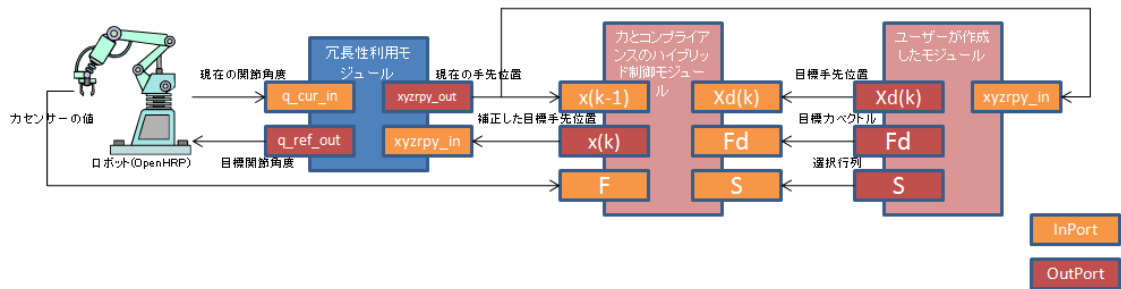 冗長性利用モ
ジュール
力とコンプライア
ンスのハイブリッ
ド制御モジュー
ル
ユーザーが作成
したモジュール
現在の関節角度
現在の手先位置
目標手先位置
q_cur_in
xyzrpy_out
x(k-1)
Xd(k)
Xd(k)
xyzrpy_in
力センサーの値
補正した目標手先位置
目標力ベクトル
q_ref_out
xyzrpy_in
x(k)
Fd
Fd
ロボット(OpenHRP)
目標関節角度
選択行列
F
S
S
InPort
OutPort